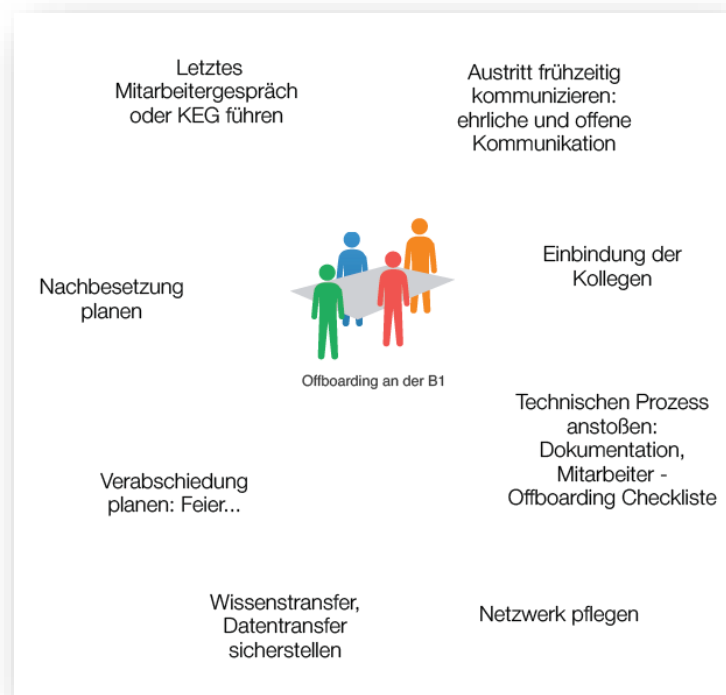 Letztes
Mitarbeitergespräch
oder KEG führen
Austritt frühzeitig
kommunizieren:
ehrliche und offene
Kommunikation
Einbindung der
Kollegen
Nachbesetzung
planen
Offboarding an der B1
Technischen Prozess
anstoßen:
Dokumentation,
Mitarbeiter -
Offboarding Checkliste
Verabschiedung
planen: Feier...
Wissenstransfer,
Datentransfer
sicherstellen
Netzwerk pflegen